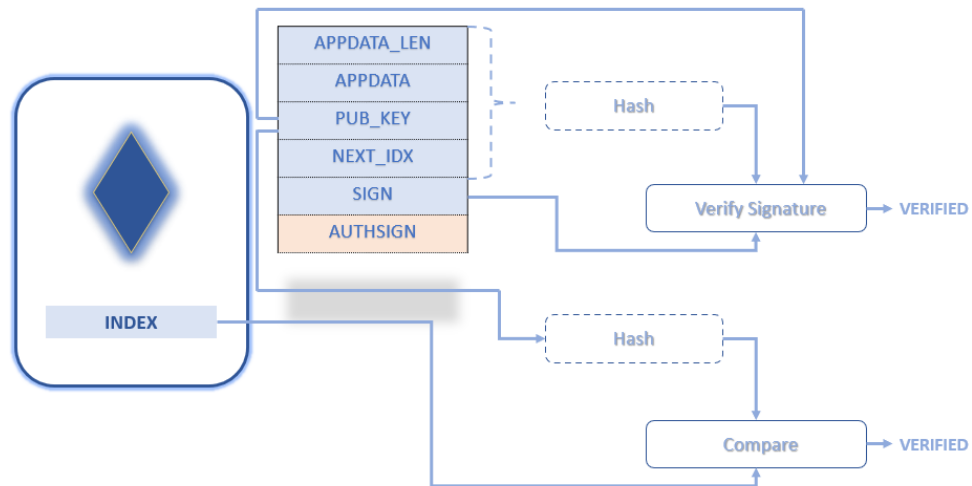 APPDATA_LEN
APPDATA
PUB_KEY
NEXT_IDX
SIGN
AUTHSIGN
Hash
Verify Signature
VERIFIED
INDEX
Hash
Compare
VERIFIED